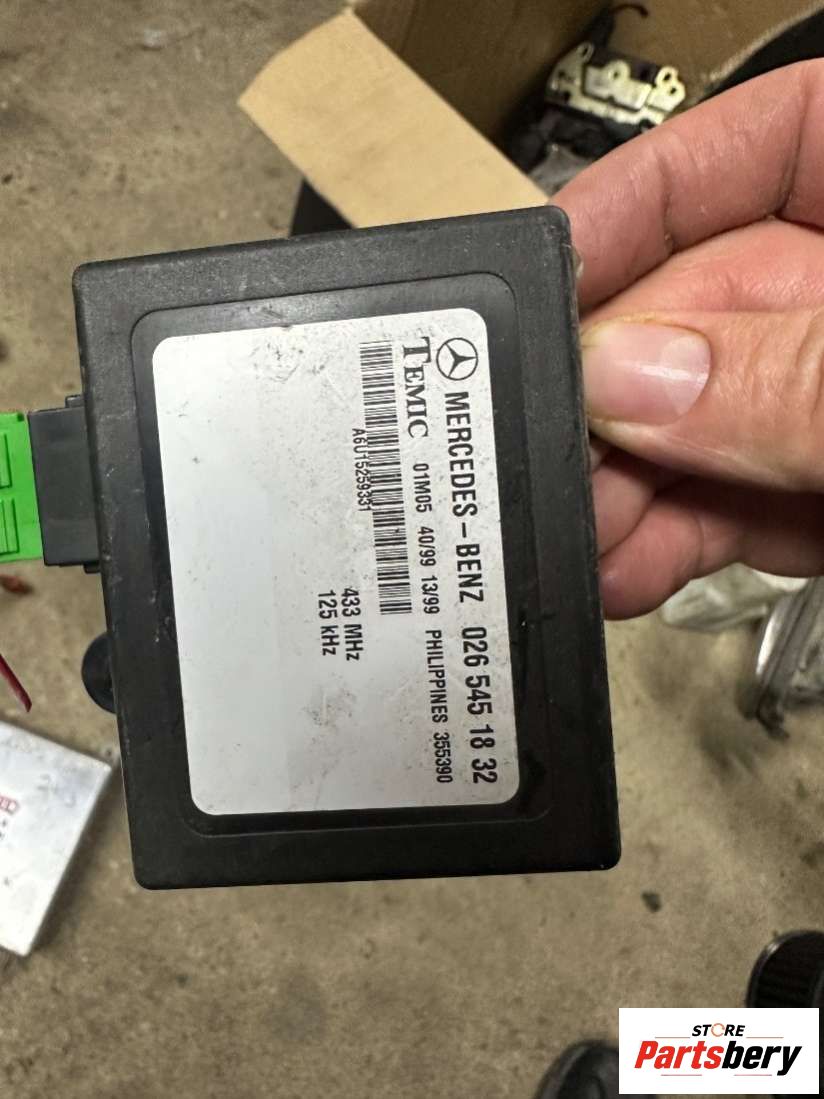 MERCEDES-BENZ 026 545 18 32
TEMIC 01M05 40/99 13/99 PHILIPPINES 355390
A6U15259331
433 MHz
125 kHz
STORE
Partsbery